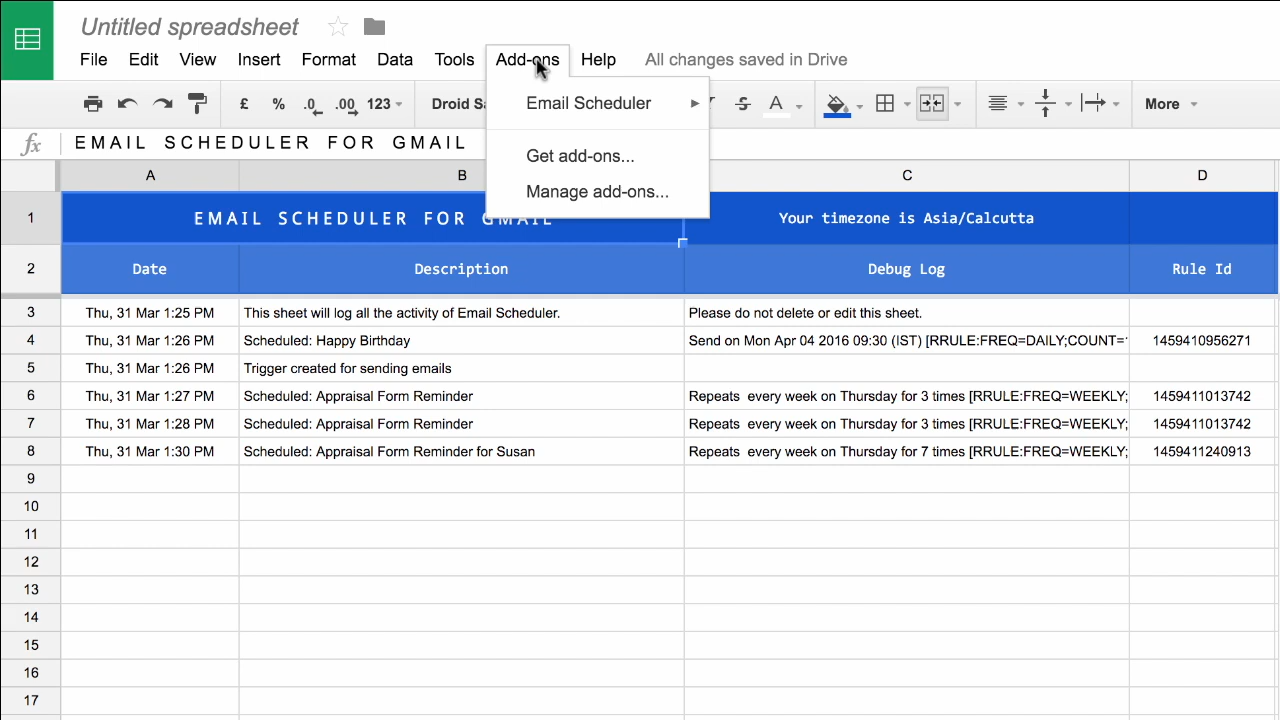 Untitled spreadsheet
File Edit View Insert Format Data Tools Add-ons Help All changes saved in Drive
£ % .0 .00 123 Droid More
Email Scheduler
Get add-ons...
Manage add-ons...
fx EMAIL SCHEDULER FOR GMAIL
A B C D
1 EMAIL SCHEDULER FOR GMAIL Your timezone is Asia/Calcutta
2 Date Description Debug Log Rule Id
3 Thu, 31 Mar 1:25 PM This sheet will log all the activity of Email Scheduler. Please do not delete or edit this sheet.
4 Thu, 31 Mar 1:26 PM Scheduled: Happy Birthday Send on Mon Apr 04 2016 09:30 (IST) [RRULE:FREQ=DAILY;COUNT= 1459410956271
5 Thu, 31 Mar 1:26 PM Trigger created for sending emails
6 Thu, 31 Mar 1:27 PM Scheduled: Appraisal Form Reminder Repeats every week on Thursday for 3 times [RRULE:FREQ=WEEKLY; 1459411013742
7 Thu, 31 Mar 1:28 PM Scheduled: Appraisal Form Reminder Repeats every week on Thursday for 3 times [RRULE:FREQ=WEEKLY; 1459411013742
8 Thu, 31 Mar 1:30 PM Scheduled: Appraisal Form Reminder for Susan Repeats every week on Thursday for 7 times [RRULE:FREQ=WEEKLY; 1459411240913
9
10
11
12
13
14
15
16
17